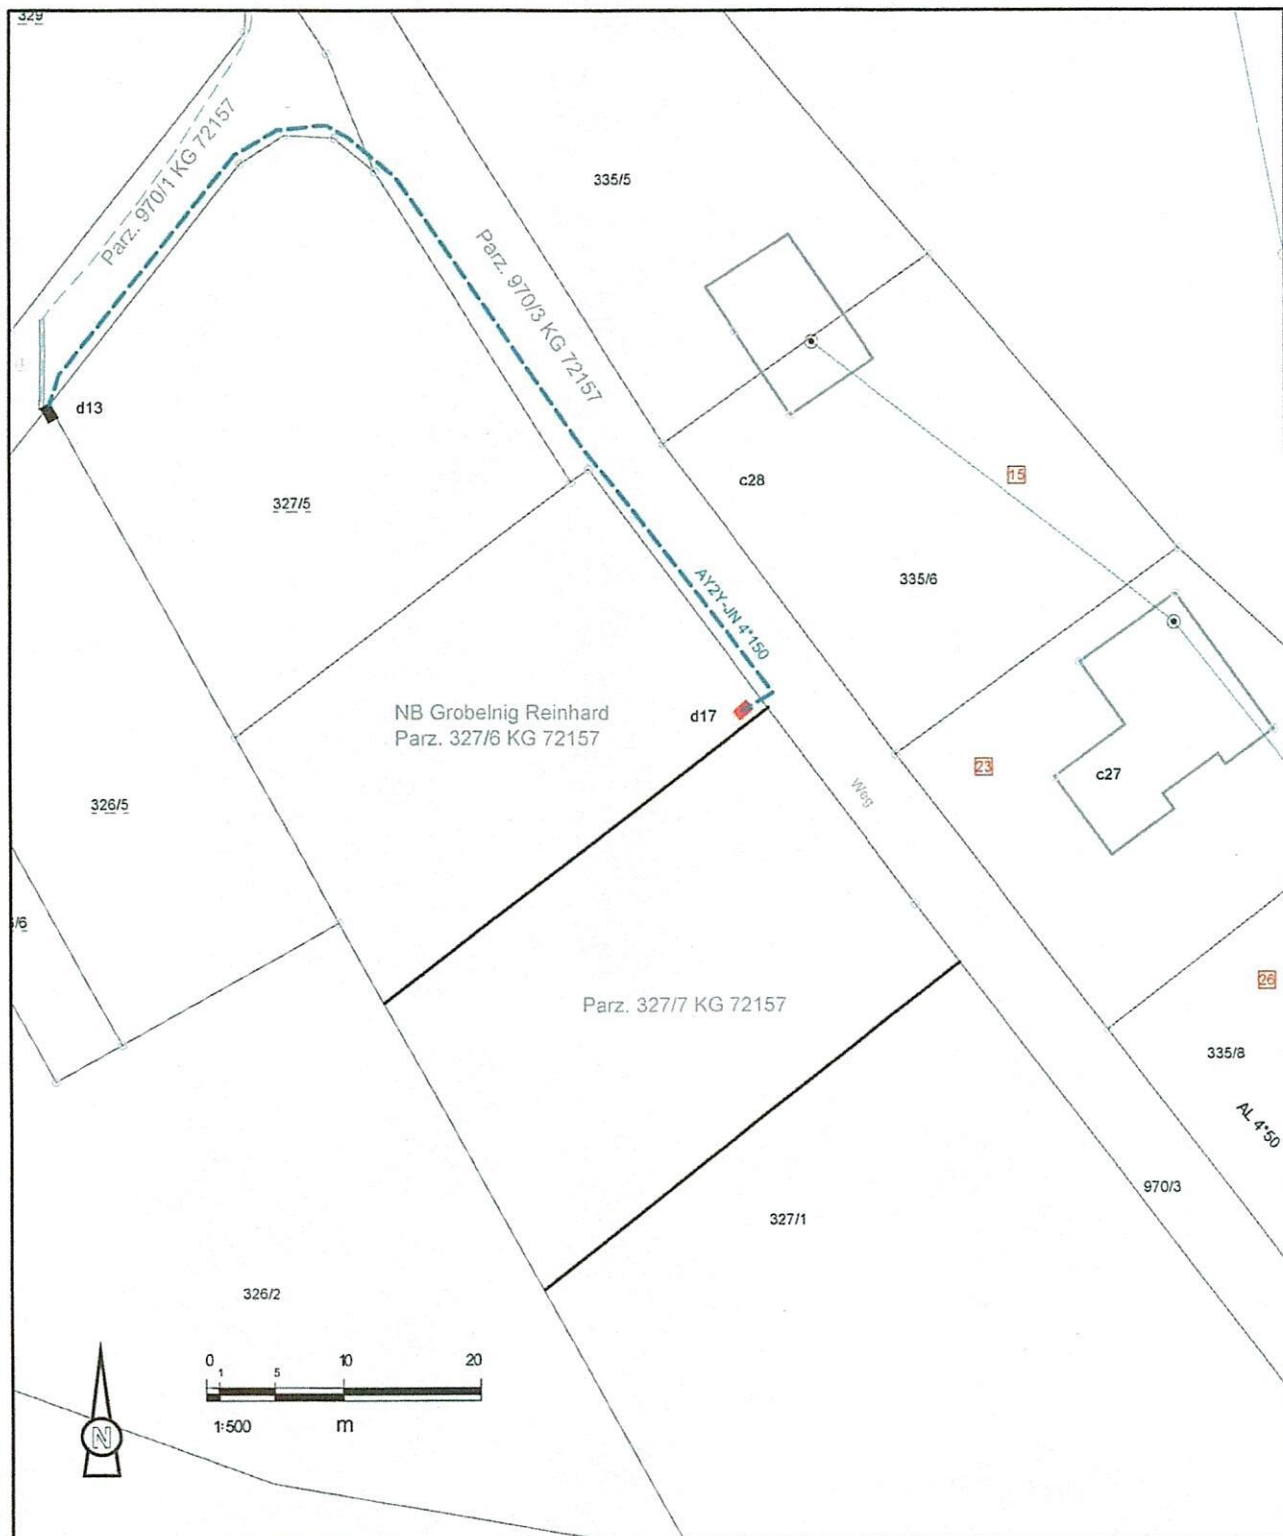 329
Parz. 970/1 KG 72157
335/5
Parz. 970/3 KG 72157
d13
c28
15
327/5
335/6
AY2Y-JN 4*150
NB Grobelnig Reinhard
Parz. 327/6 KG 72157
d17
23
c27
Weg
326/5
/6
26
Parz. 327/7 KG 72157
335/8
AL 4*50
970/3
327/1
326/2
0 1 5 10 20
1:500 m
N